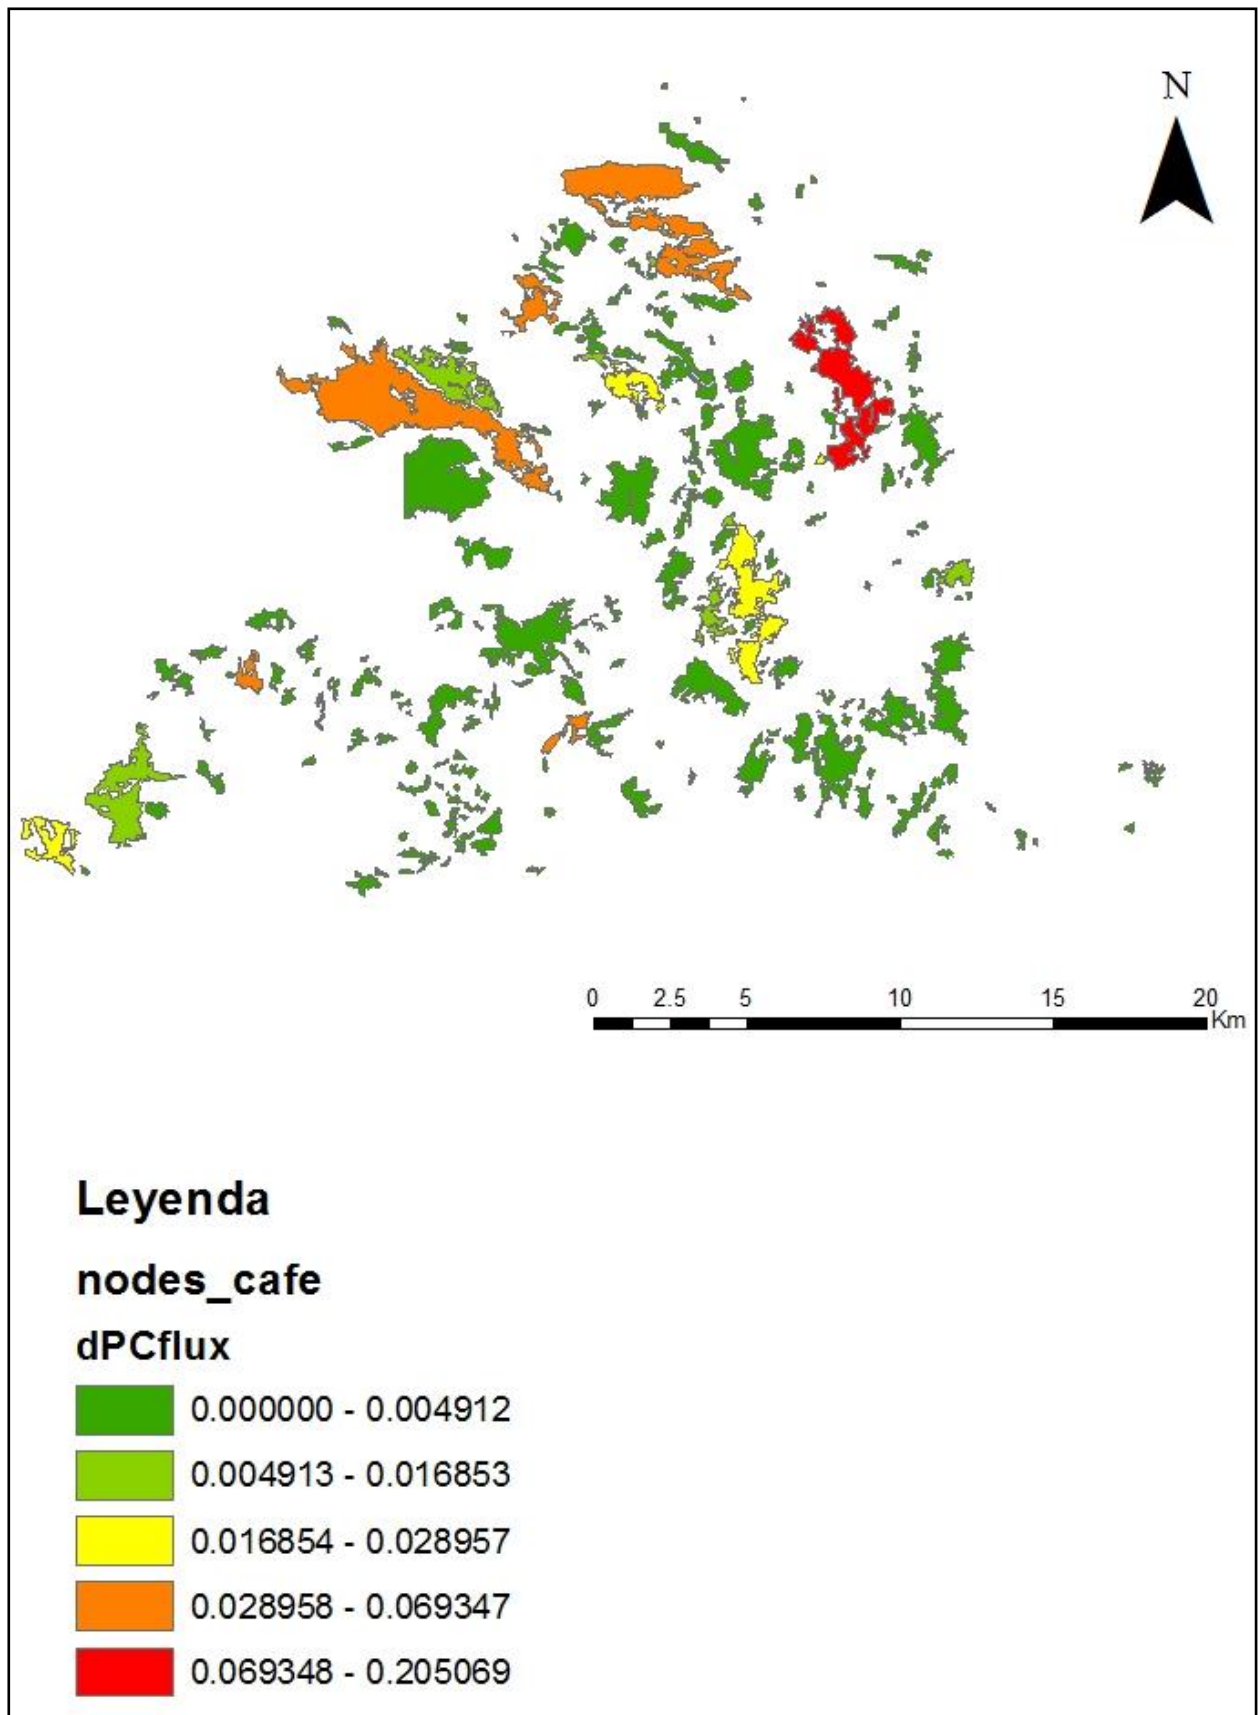 N
0 2.5 5 10 15 20
Km
Leyenda
nodes_cafe
dPCflux
0.000000 - 0.004912
0.004913 - 0.016853
0.016854 - 0.028957
0.028958 - 0.069347
0.069348 - 0.205069